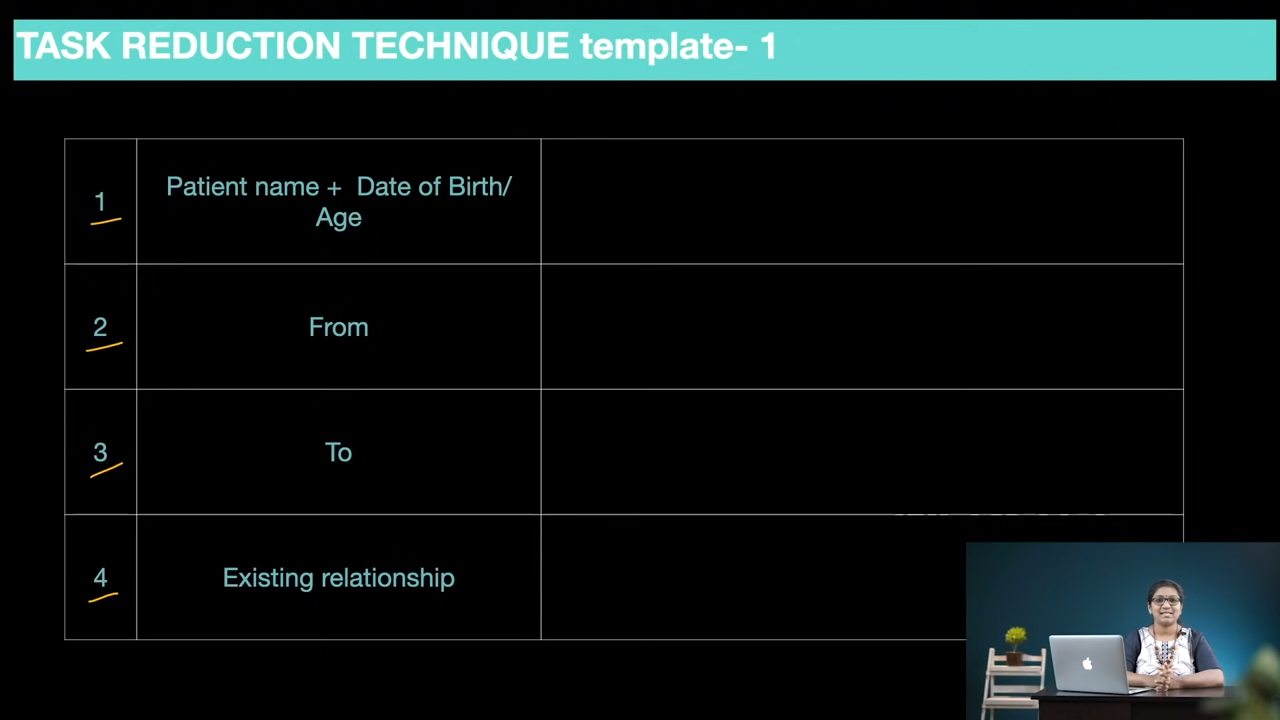 TASK REDUCTION TECHNIQUE template- 1
1
Patient name + Date of Birth/
Age
2
From
3
To
4
Existing relationship